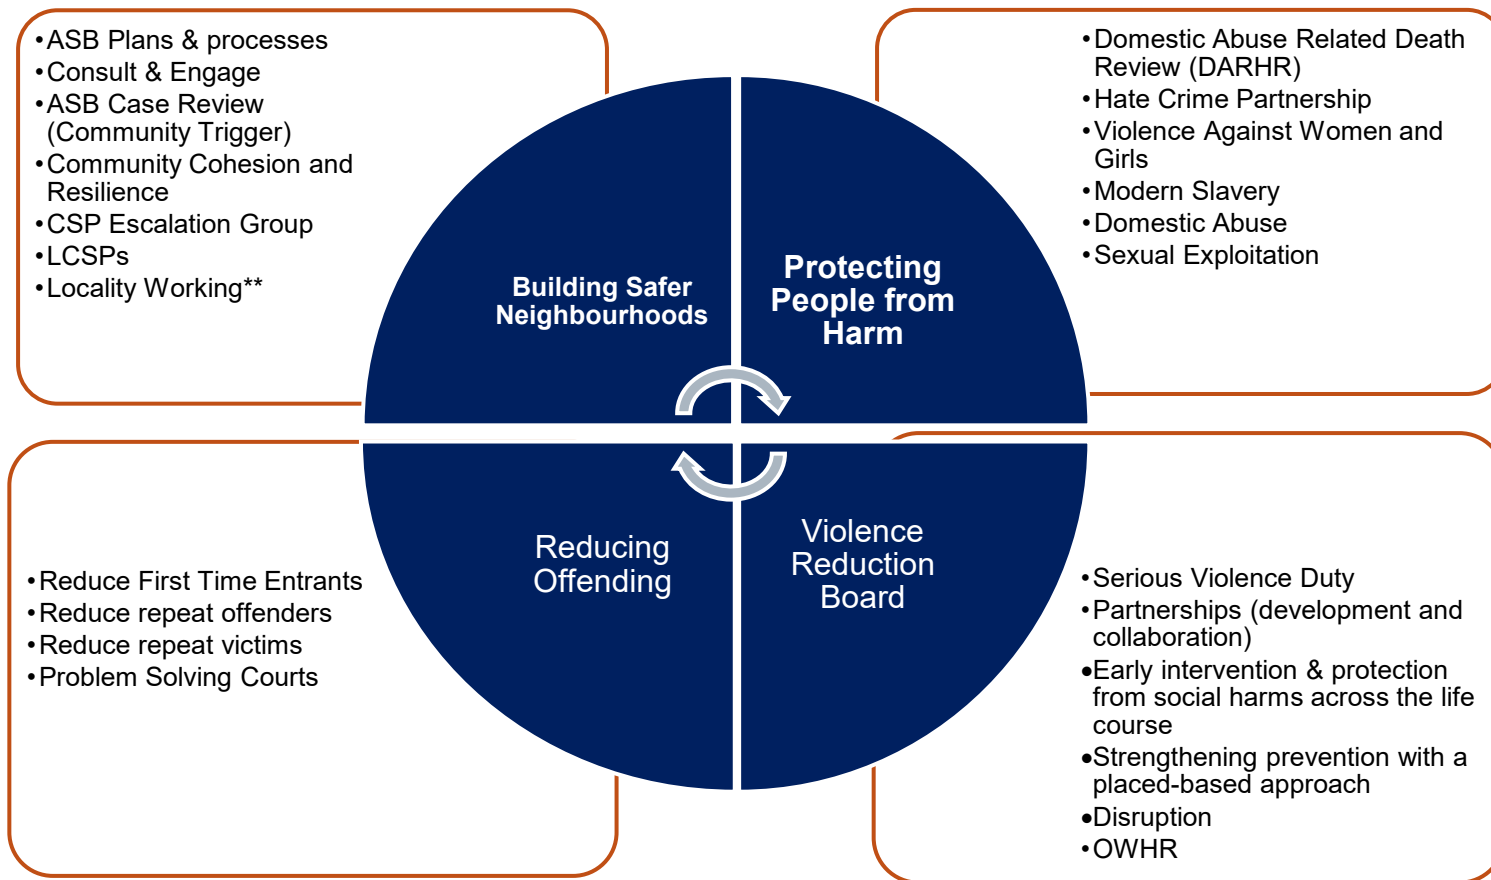 •ASB Plans & processes
•Consult & Engage
•ASB Case Review
(Community Trigger)
•Community Cohesion and
Resilience
•CSP Escalation Group
•LCSPs
•Locality Working**
•Domestic Abuse Related Death
Review (DARHR)
•Hate Crime Partnership
•Violence Against Women and
Girls
•Modern Slavery
•Domestic Abuse
•Sexual Exploitation
Building Safer
Neighbourhoods
Protecting
People from
Harm
Reducing
Offending
Violence
Reduction
Board
•Reduce First Time Entrants
•Reduce repeat offenders
•Reduce repeat victims
•Problem Solving Courts
•Serious Violence Duty
•Partnerships (development and
collaboration)
•Early intervention & protection
from social harms across the life
course
•Strengthening prevention with a
placed-based approach
•Disruption
•OWHR